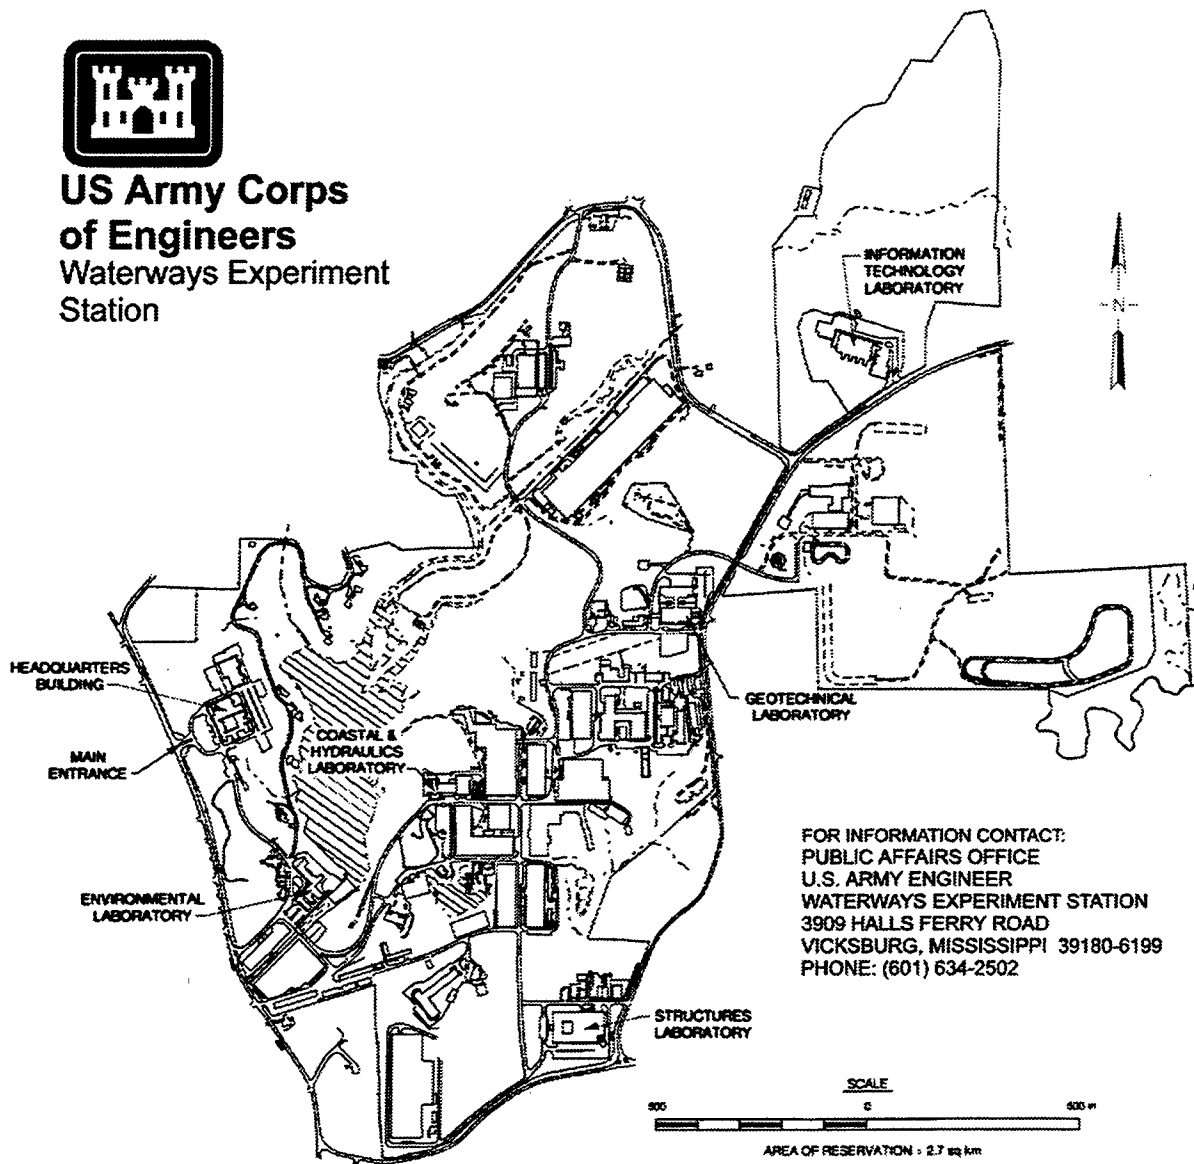 US Army Corps
of Engineers
Waterways Experiment
Station
INFORMATION
TECHNOLOGY
LABORATORY
N
HEADQUARTERS
BUILDING
MAIN
ENTRANCE
COASTAL &
HYDRAULICS
LABORATORY
GEOTECHNICAL
LABORATORY
ENVIRONMENTAL
LABORATORY
STRUCTURES
LABORATORY
FOR INFORMATION CONTACT:
PUBLIC AFFAIRS OFFICE
U.S. ARMY ENGINEER
WATERWAYS EXPERIMENT STATION
3909 HALLS FERRY ROAD
VICKSBURG, MISSISSIPPI 39180-6199
PHONE: (601) 634-2502
SCALE
500 0 500 m
AREA OF RESERVATION = 2.7 sq km